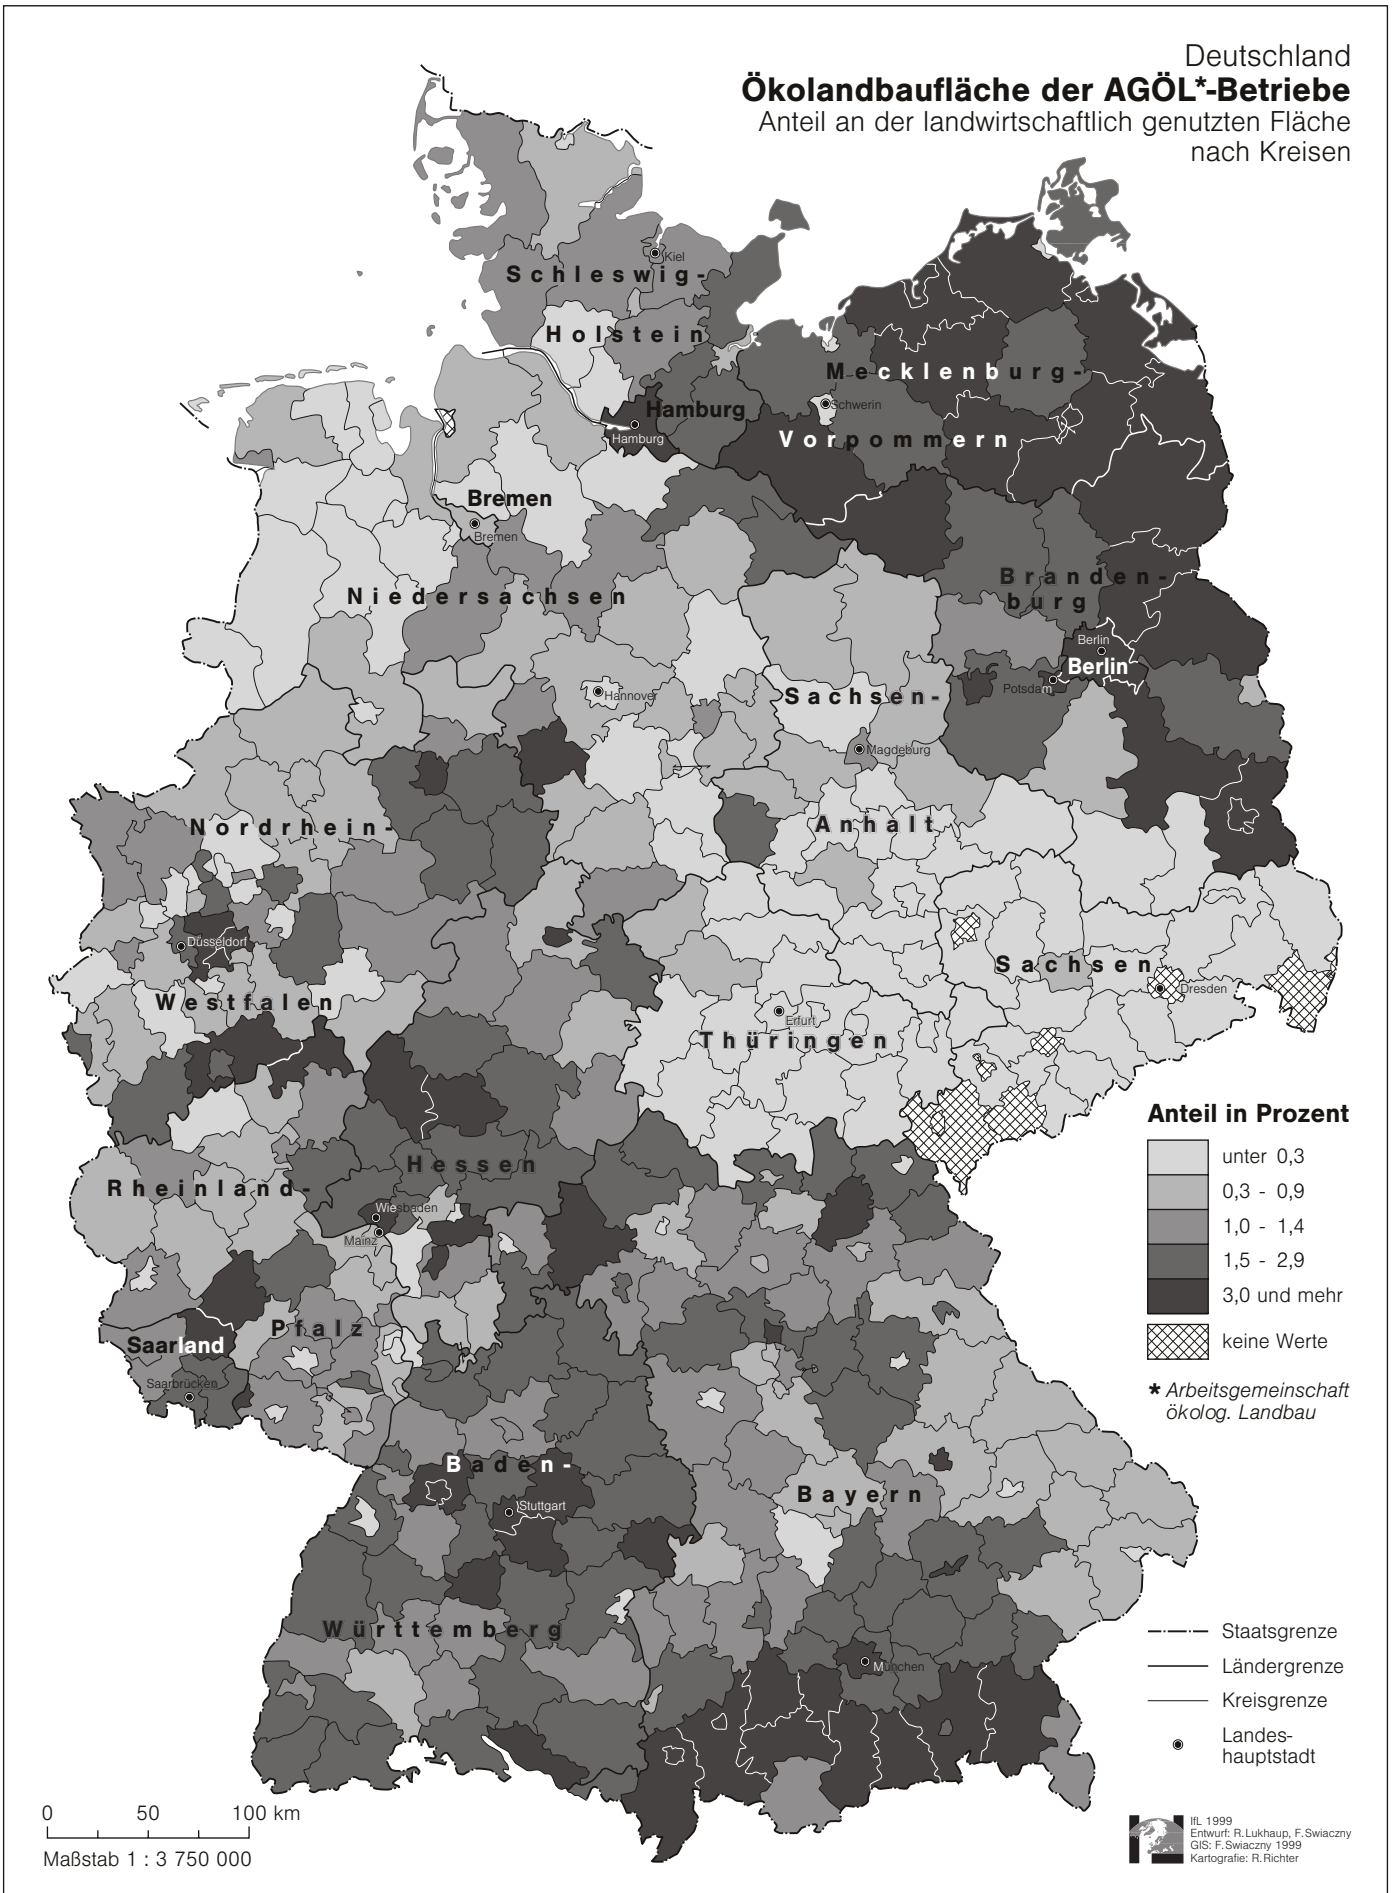 Deutschland
Ökolandbaufläche der AGÖL*-Betriebe
Anteil an der landwirtschaftlich genutzten Fläche
nach Kreisen
Kiel
Schleswig-
Holstein
Mecklenburg-
Schwerin
Hamburg
Hamburg
Vorpommern
Bremen
Bremen
Branden-
burg
Niedersachsen
Berlin
Berlin
Potsdam
Hannover
Sachsen-
Magdeburg
Anhalt
Nordrhein-
Düsseldorf
Sachsen
Dresden
Westfalen
Erfurt
Thüringen
Hessen
Rheinland-
Wiesbaden
Mainz
Pfalz
Saarland
Saarbrücken
Baden-
Stuttgart
Bayern
Württemberg
München
Anteil in Prozent
unter 0,3
0,3 - 0,9
1,0 - 1,4
1,5 - 2,9
3,0 und mehr
keine Werte
* Arbeitsgemeinschaft
ökolog. Landbau
Staatsgrenze
Ländergrenze
Kreisgrenze
Landes-
hauptstadt
0 50 100 km
Maßstab 1 : 3 750 000
IfL 1999
Entwurf: R.Lukhaup, F.Swiaczny
GIS: F.Swiaczny 1999
Kartografie: R.Richter